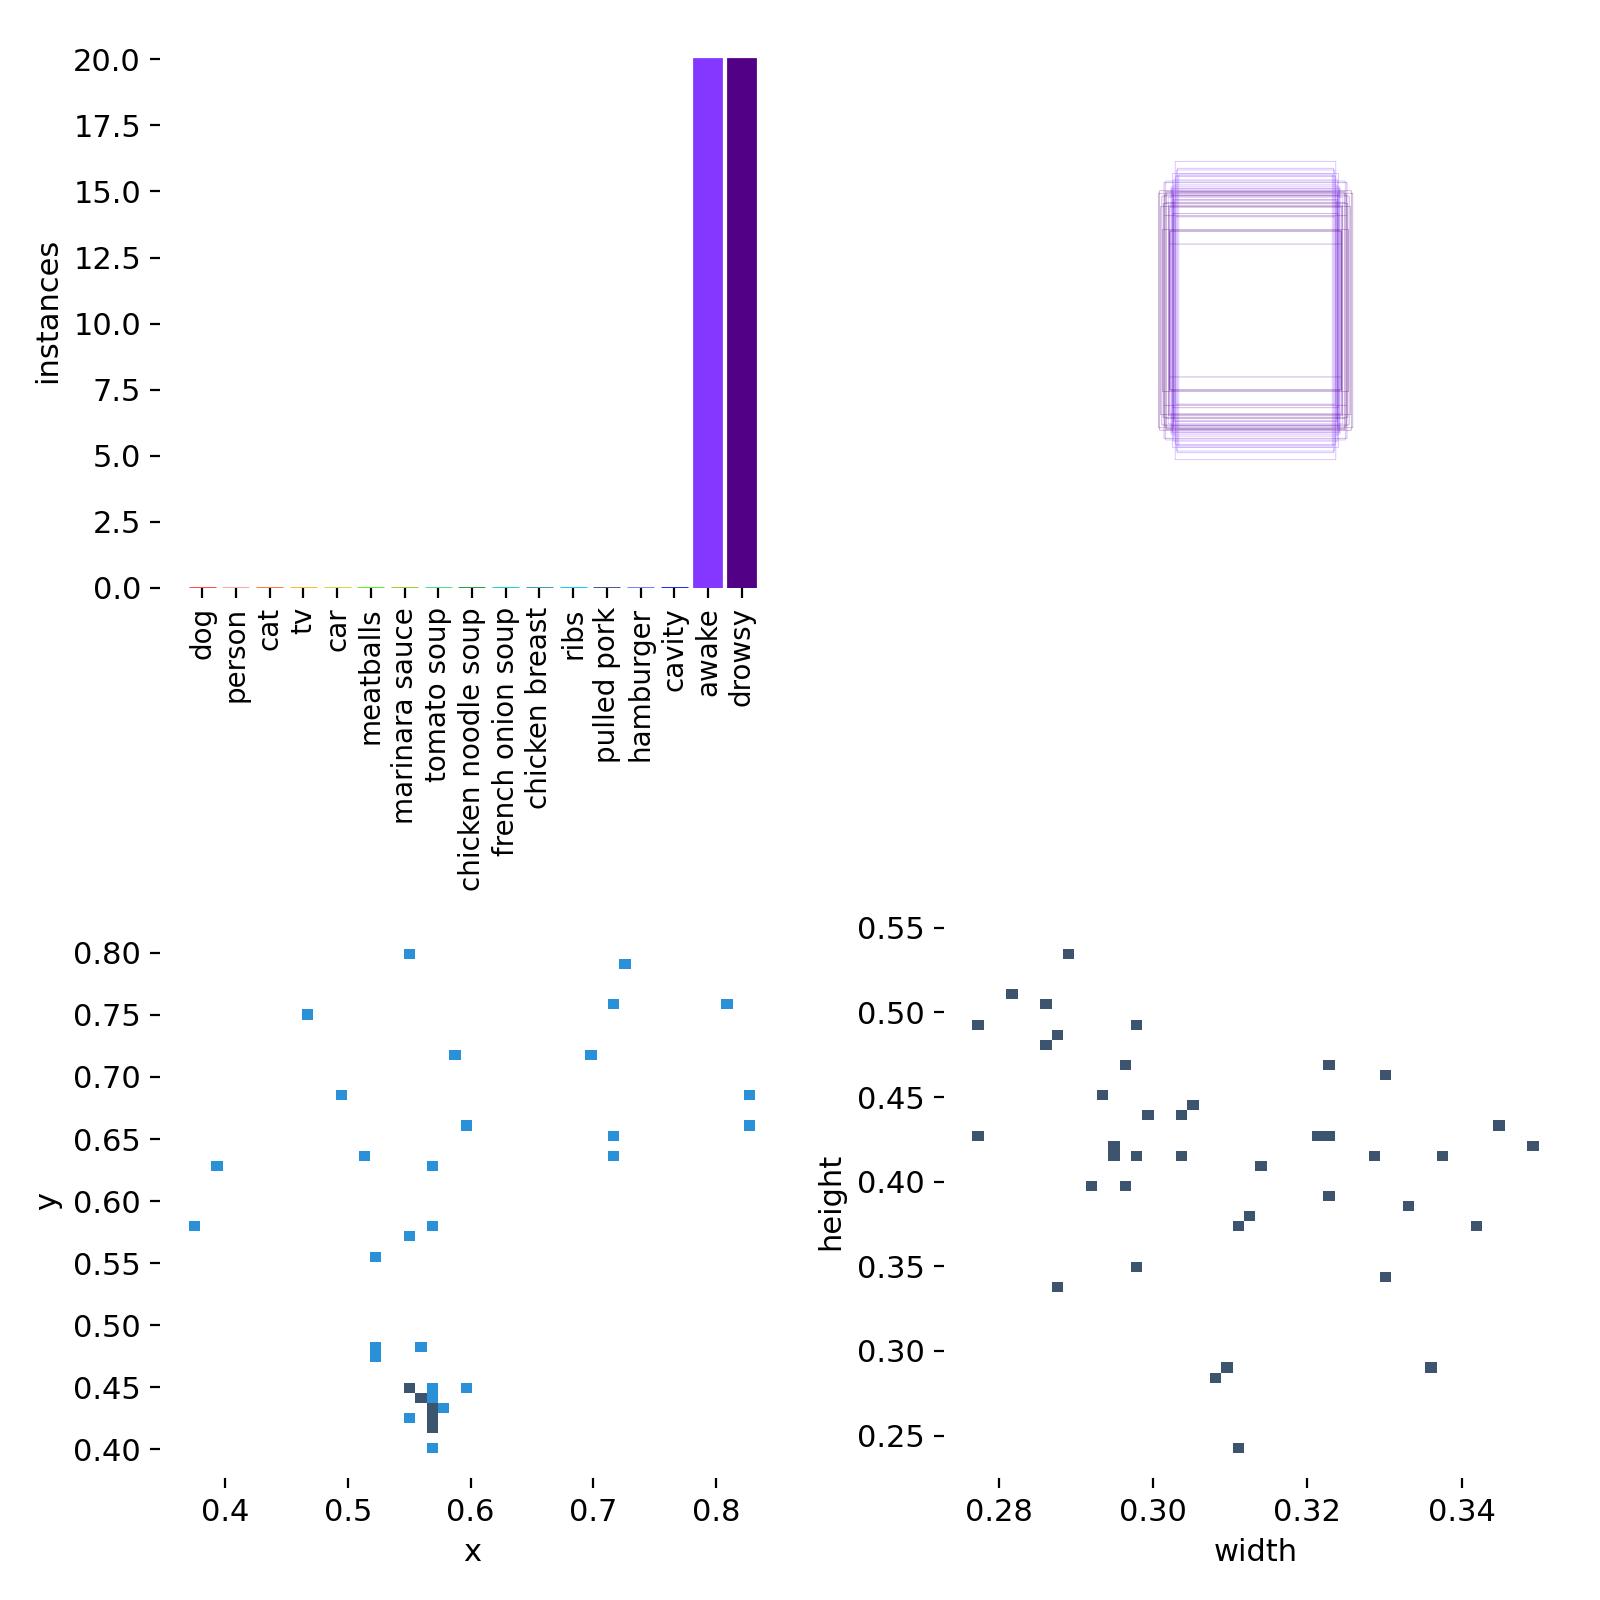 20.0
17.5
15.0
12.5
10.0
7.5
5.0
2.5
0.0
instances
dog
person
cat
tv
car
meatballs
marinara sauce
tomato soup
chicken noodle soup
french onion soup
chicken breast
ribs
pulled pork
hamburger
cavity
awake
drowsy
0.80
0.75
0.70
0.65
0.60
0.55
0.50
0.45
0.40
y
0.4 0.5 0.6 0.7 0.8
x
0.55
0.50
0.45
0.40
0.35
0.30
0.25
height
0.28 0.30 0.32 0.34
width